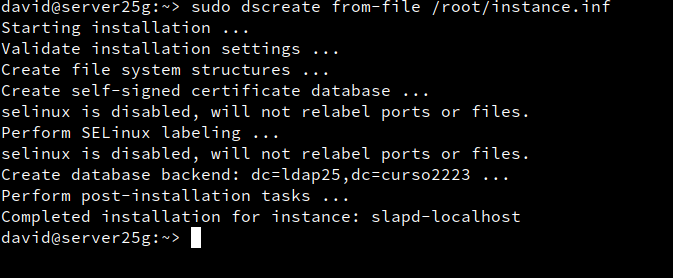 david@server25g:~> sudo dscreate from-file /root/instance.inf
Starting installation ...
Validate installation settings ...
Create file system structures ...
Create self-signed certificate database ...
selinux is disabled, will not relabel ports or files.
Perform SELinux labeling ...
selinux is disabled, will not relabel ports or files.
Create database backend: dc=ldap25,dc=curso2223 ...
Perform post-installation tasks ...
Completed installation for instance: slapd-localhost
david@server25g:~>